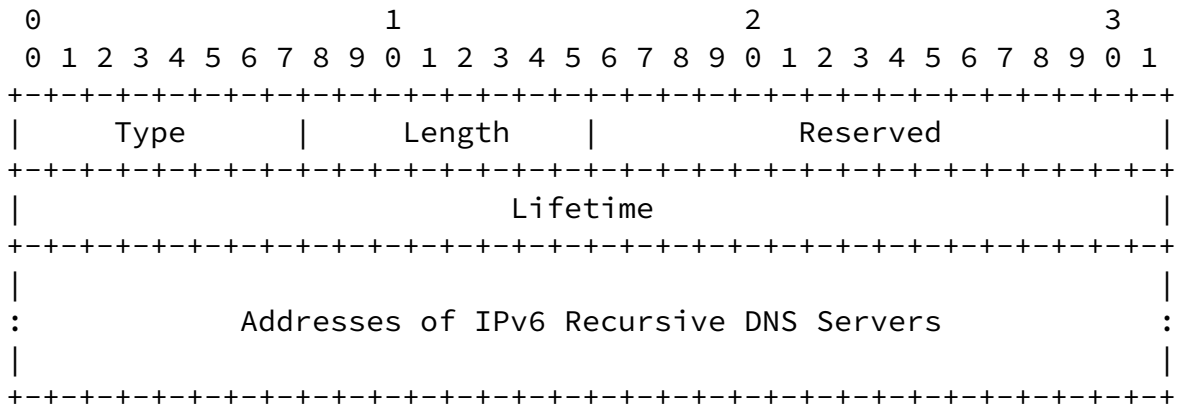 0                   1                   2                   3
 0 1 2 3 4 5 6 7 8 9 0 1 2 3 4 5 6 7 8 9 0 1 2 3 4 5 6 7 8 9 0 1
+-+-+-+-+-+-+-+-+-+-+-+-+-+-+-+-+-+-+-+-+-+-+-+-+-+-+-+-+-+-+-+-+
|     Type      |     Length    |           Reserved            |
+-+-+-+-+-+-+-+-+-+-+-+-+-+-+-+-+-+-+-+-+-+-+-+-+-+-+-+-+-+-+-+-+
|                           Lifetime                            |
+-+-+-+-+-+-+-+-+-+-+-+-+-+-+-+-+-+-+-+-+-+-+-+-+-+-+-+-+-+-+-+-+
|                                                               |
:            Addresses of IPv6 Recursive DNS Servers            :
|                                                               |
+-+-+-+-+-+-+-+-+-+-+-+-+-+-+-+-+-+-+-+-+-+-+-+-+-+-+-+-+-+-+-+-+